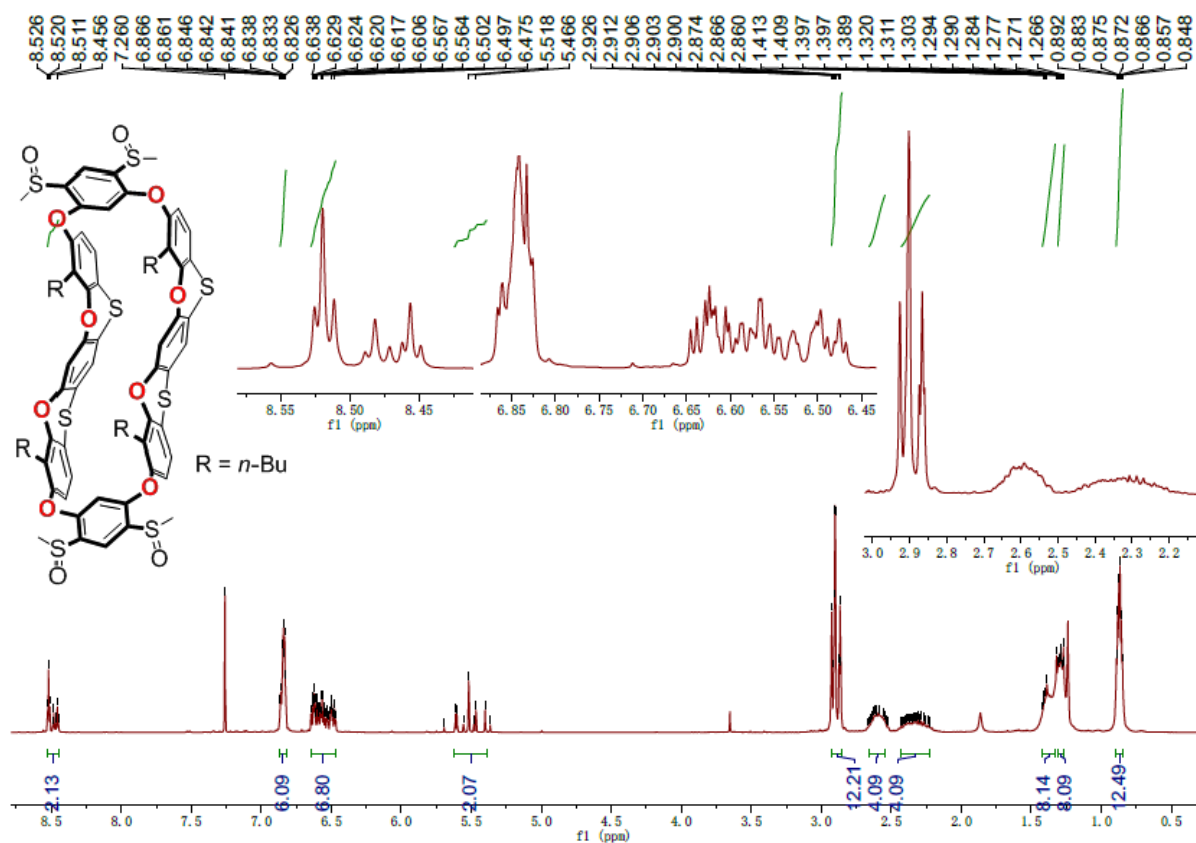 8.526 8.520 8.511 8.456 7.260 6.866 6.861 6.846 6.842 6.841 6.838 6.833 6.826 6.638 6.629 6.624 6.620 6.617 6.606 6.567 6.564 6.502 6.497 6.475 5.518 5.466 2.926 2.912 2.906 2.903 2.900 2.874 2.866 2.860 1.413 1.409 1.397 1.397 1.389 1.320 1.311 1.303 1.294 1.290 1.284 1.277 1.271 1.266 0.892 0.883 0.875 0.872 0.866 0.857 0.848
O O
S S
O O
R R S
O S O
O S O
S
R R
O O
R = n-Bu
S S
O O
8.55 8.50 8.45
f1 (ppm)
6.85 6.80 6.75 6.70 6.65 6.60 6.55 6.50 6.45
f1 (ppm)
3.0 2.9 2.8 2.7 2.6 2.5 2.4 2.3 2.2
f1 (ppm)
2.13 6.09 6.80 2.07 12.21 4.09 4.09 8.14 8.09 12.49
8.5 8.0 7.5 7.0 6.5 6.0 5.5 5.0 4.5 4.0 3.5 3.0 2.5 2.0 1.5 1.0 0.5
f1 (ppm)